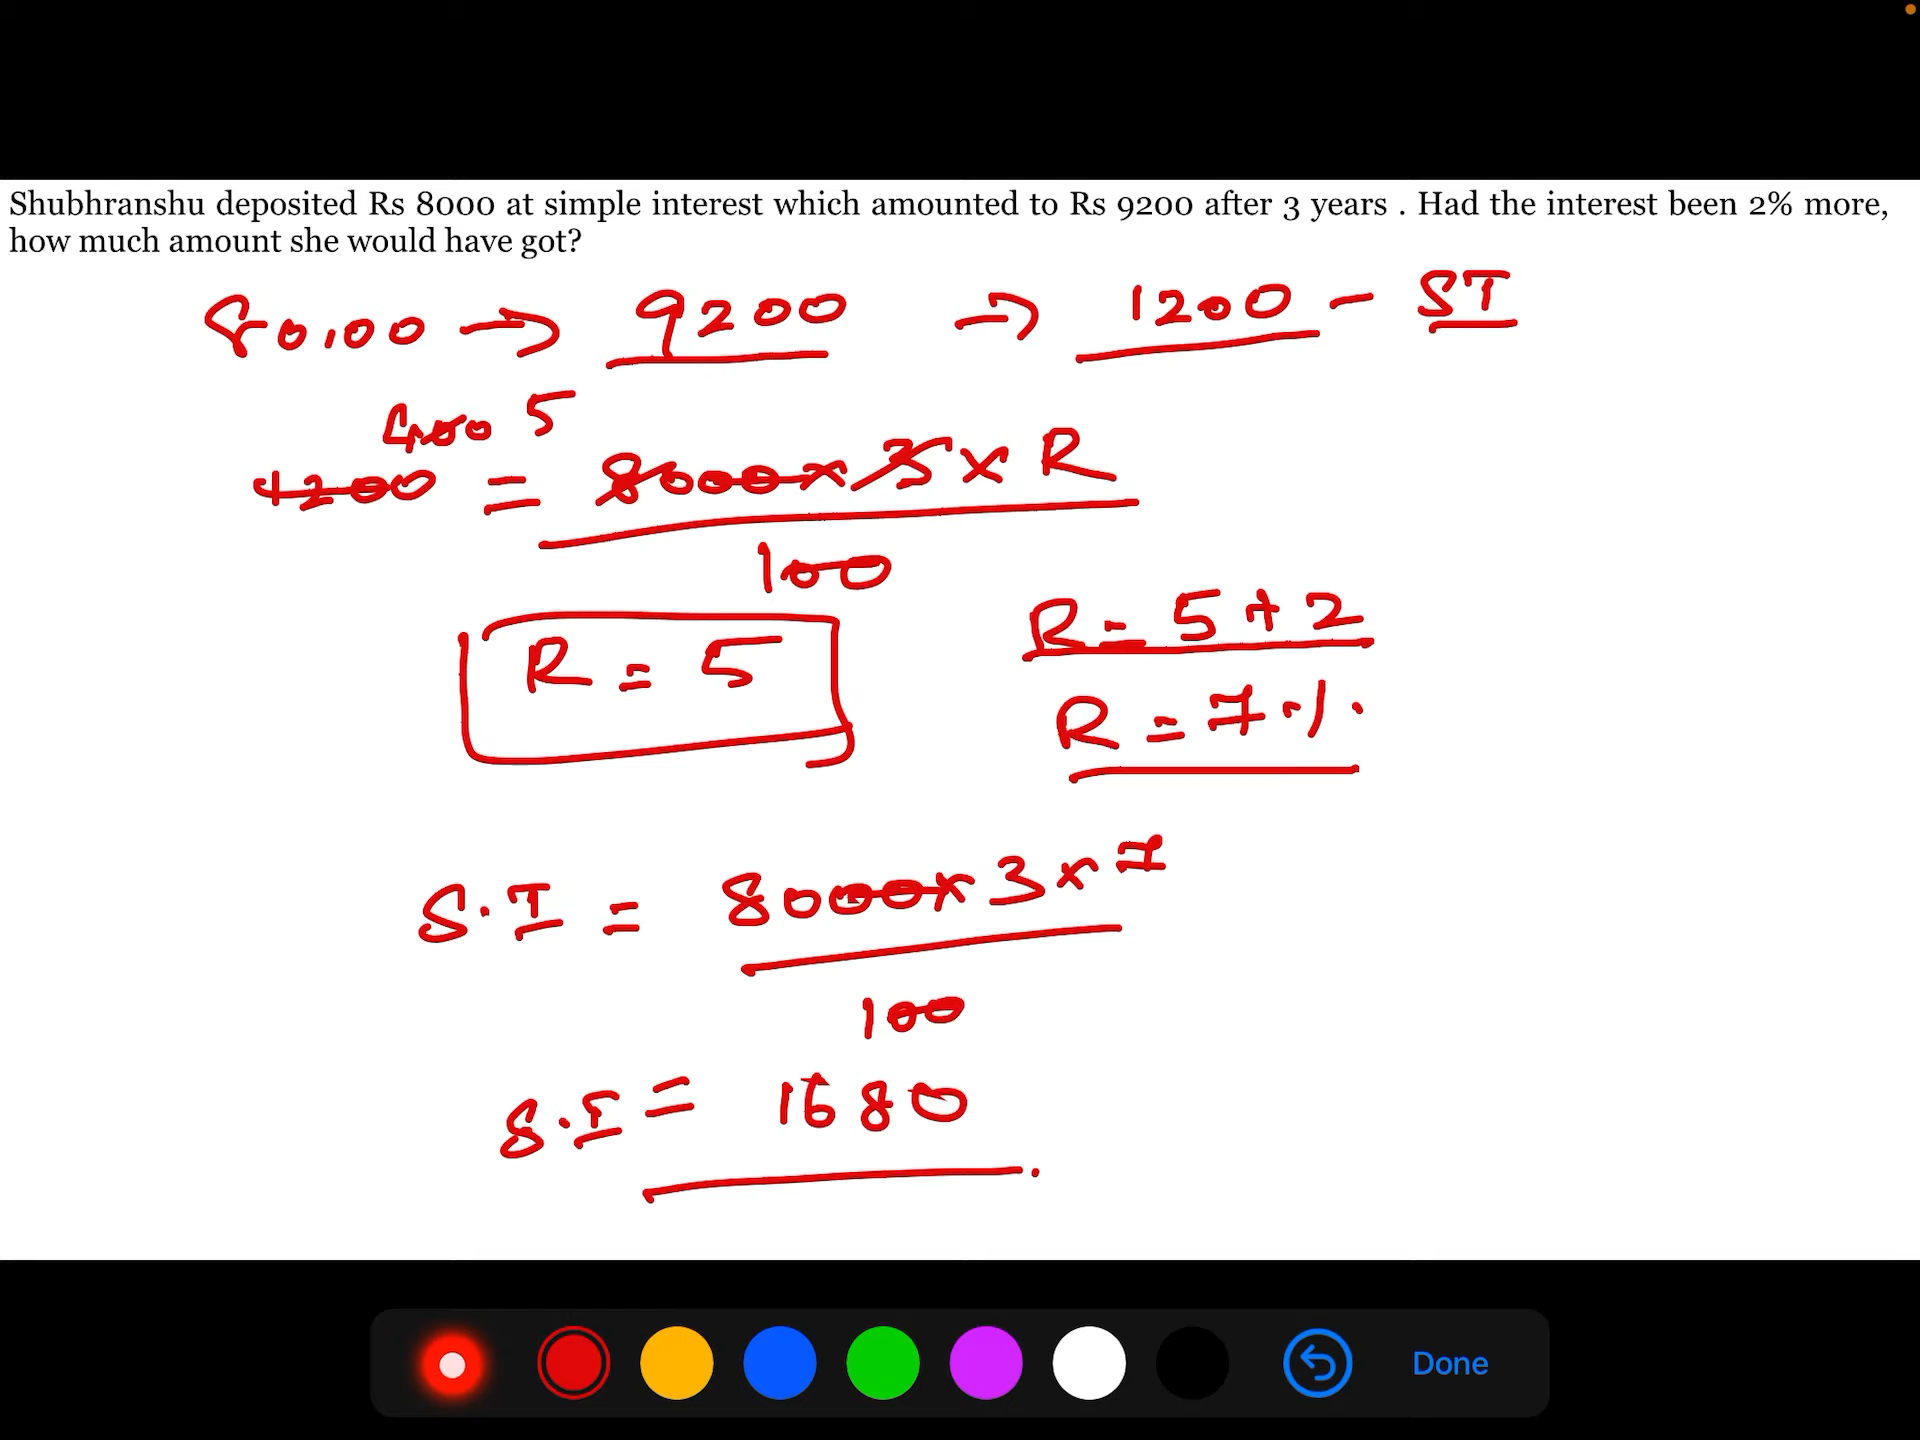 Shubhranshu deposited Rs 8000 at simple interest which amounted to Rs 9200 after 3 years . Had the interest been 2% more,
how much amount she would have got?
8000 → 9200 → 1200 - SI
400 5
1200 = 8000 x 3 x R
100
R = 5
R = 5 + 2
R = 7%
S.I = 8000 x 3 x 7
100
S.I = 1680
Done